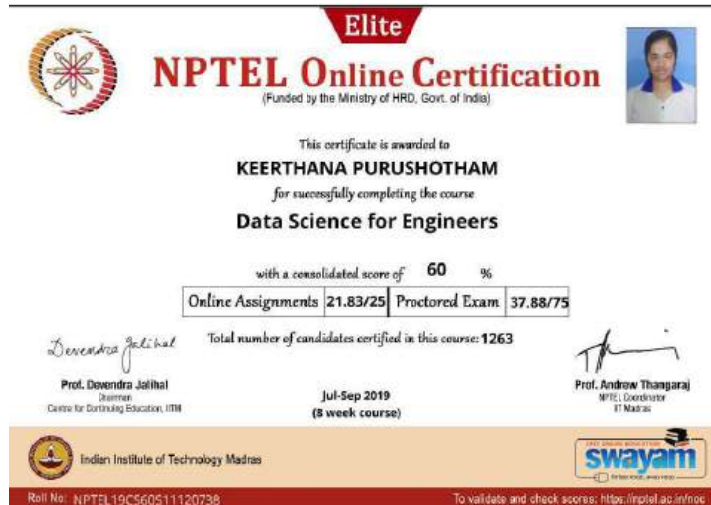 Elite
NPTEL Online Certification
(Funded by the Ministry of HRD, Govt. of India)
This certificate is awarded to
KEERTHANA PURUSHOTHAM
for successfully completing the course
Data Science for Engineers
with a consolidated score of 60 %
Online Assignments 21.83/25 Proctored Exam 37.88/75
Total number of candidates certified in this course: 1263
Devendra Jalihal
Prof. Devendra Jalihal
Chairman
Centre for Continuing Education, IITM
Jul-Sep 2019
(8 week course)
Prof. Andrew Thangaraj
NPTEL Coordinator
IIT Madras
Indian Institute of Technology Madras
FREE ONLINE EDUCATION
swayam
Roll No: NPTEL19CS60S11120738
To validate and check scores: https://nptel.ac.in/noc